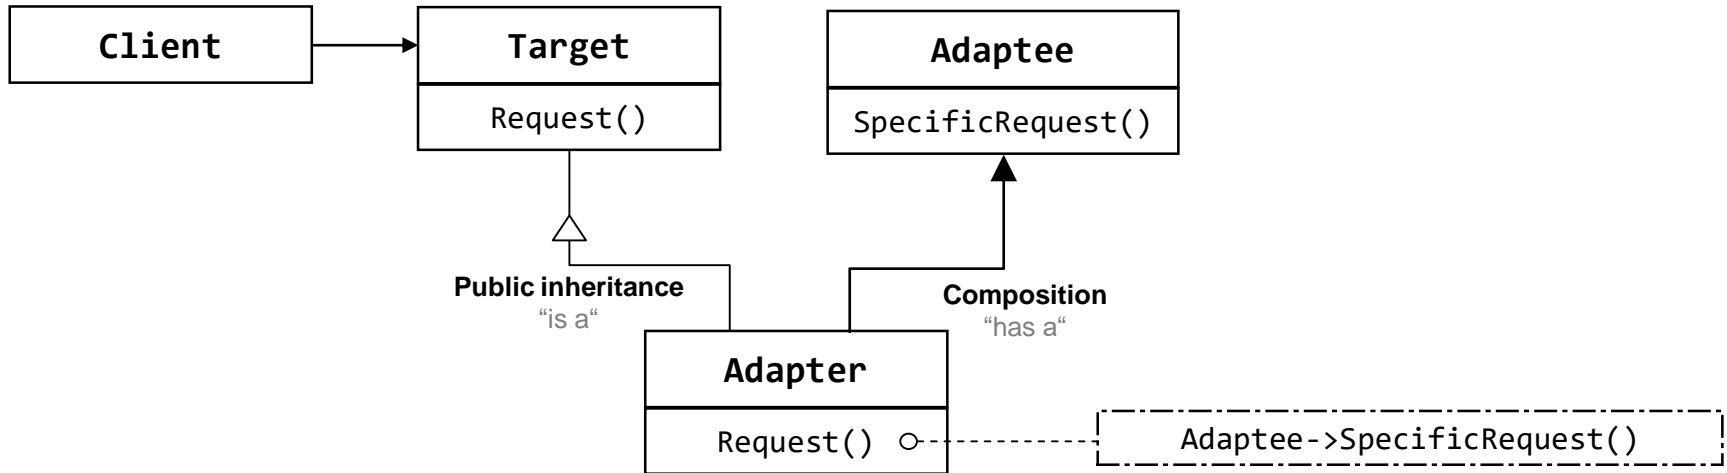 Client
Target
Request()
Adaptee
SpecificRequest()
Public inheritance
“is a“
Composition
“has a“
Adapter
Request()
Adaptee->SpecificRequest()